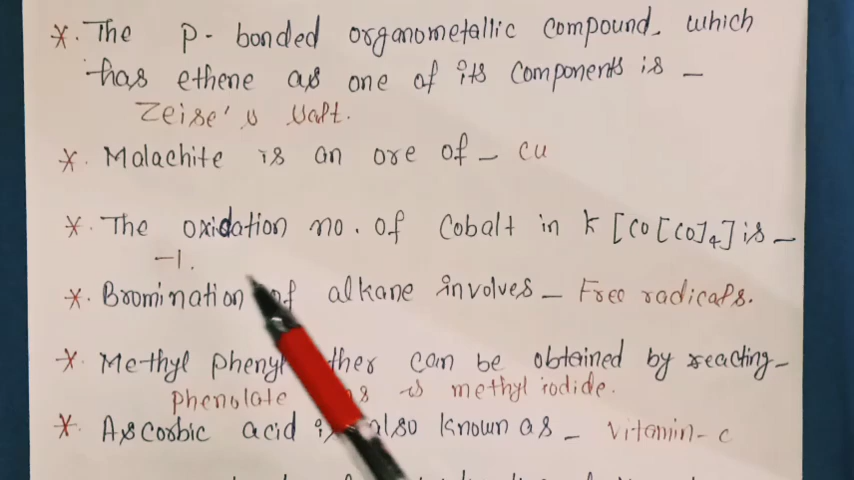 *. The p- bonded organometallic compound, which
has ethene as one of its components is -
Zeise's salt.
*. Malachite is an ore of - cu
*. The oxidation no. of cobalt in K [CO[CO]4] is -
-1.
*. Bromination of alkane involves - Free radicals.
*. Methyl phenyl ther can be obtained by reacting -
phenolate is methyl iodide.
*. Ascorbic acid is also known as - vitamin-c